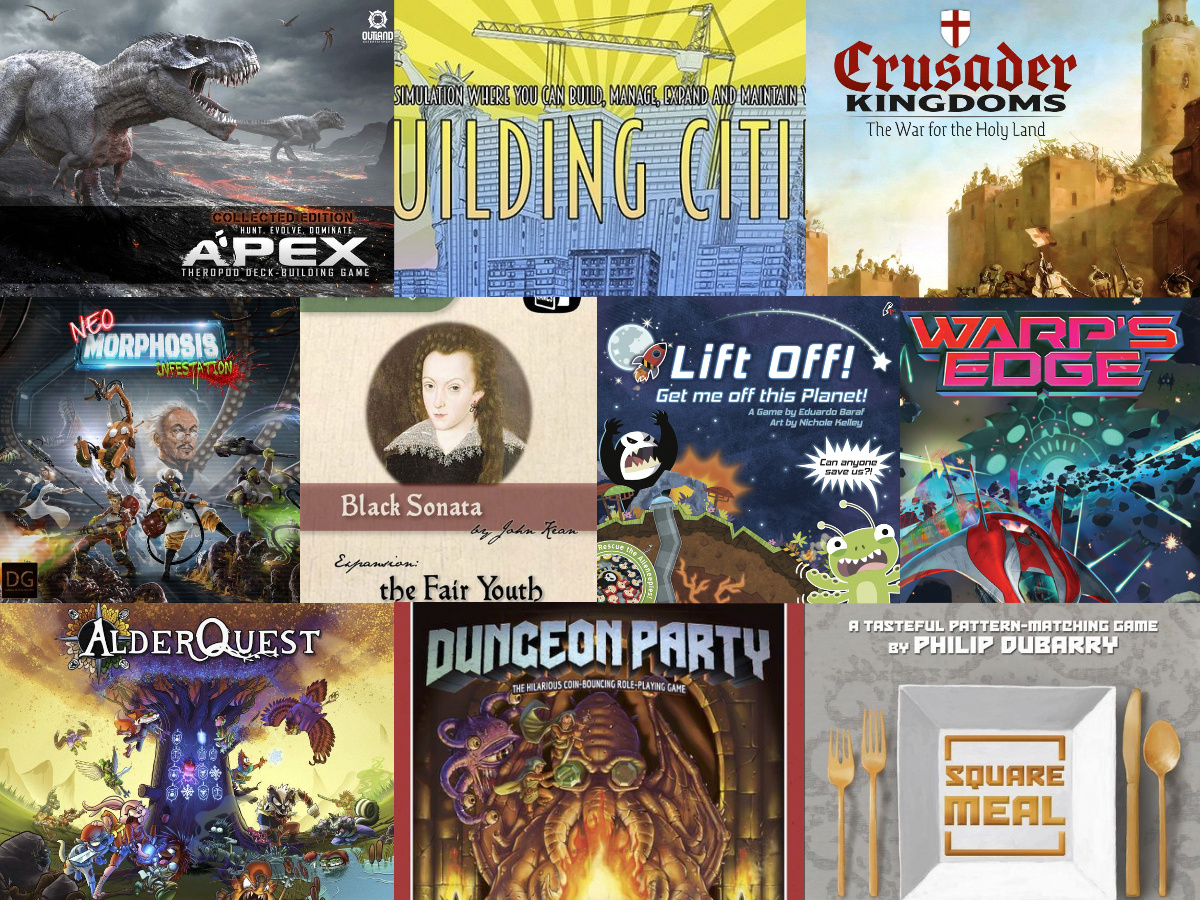 OUTLAND
COLLECTED EDITION
HUNT. EVOLVE. DOMINATE.
APEX
THEROPOD DECK-BUILDING GAME
SIMULATION WHERE YOU CAN BUILD, MANAGE, EXPAND AND MAINTAIN Y
UILDING CITI
Crusader
KINGDOMS
The War for the Holy Land
NEO
MORPHOSIS
INFESTATION
DG
Black Sonata
by John Kean
Expansion:
the Fair Youth
Lift Off!
Get me off this Planet!
A Game by Eduardo Baraf
Art by Nichole Kelley
Can anyone
save us?!
Rescue the Alieneeples!
WARP'S
EDGE
ALDERQUEST
DUNGEON PARTY
THE HILARIOUS COIN-BOUNCING ROLE-PLAYING GAME
A TASTEFUL PATTERN-MATCHING GAME
BY PHILIP DUBARRY
SQUARE
MEAL